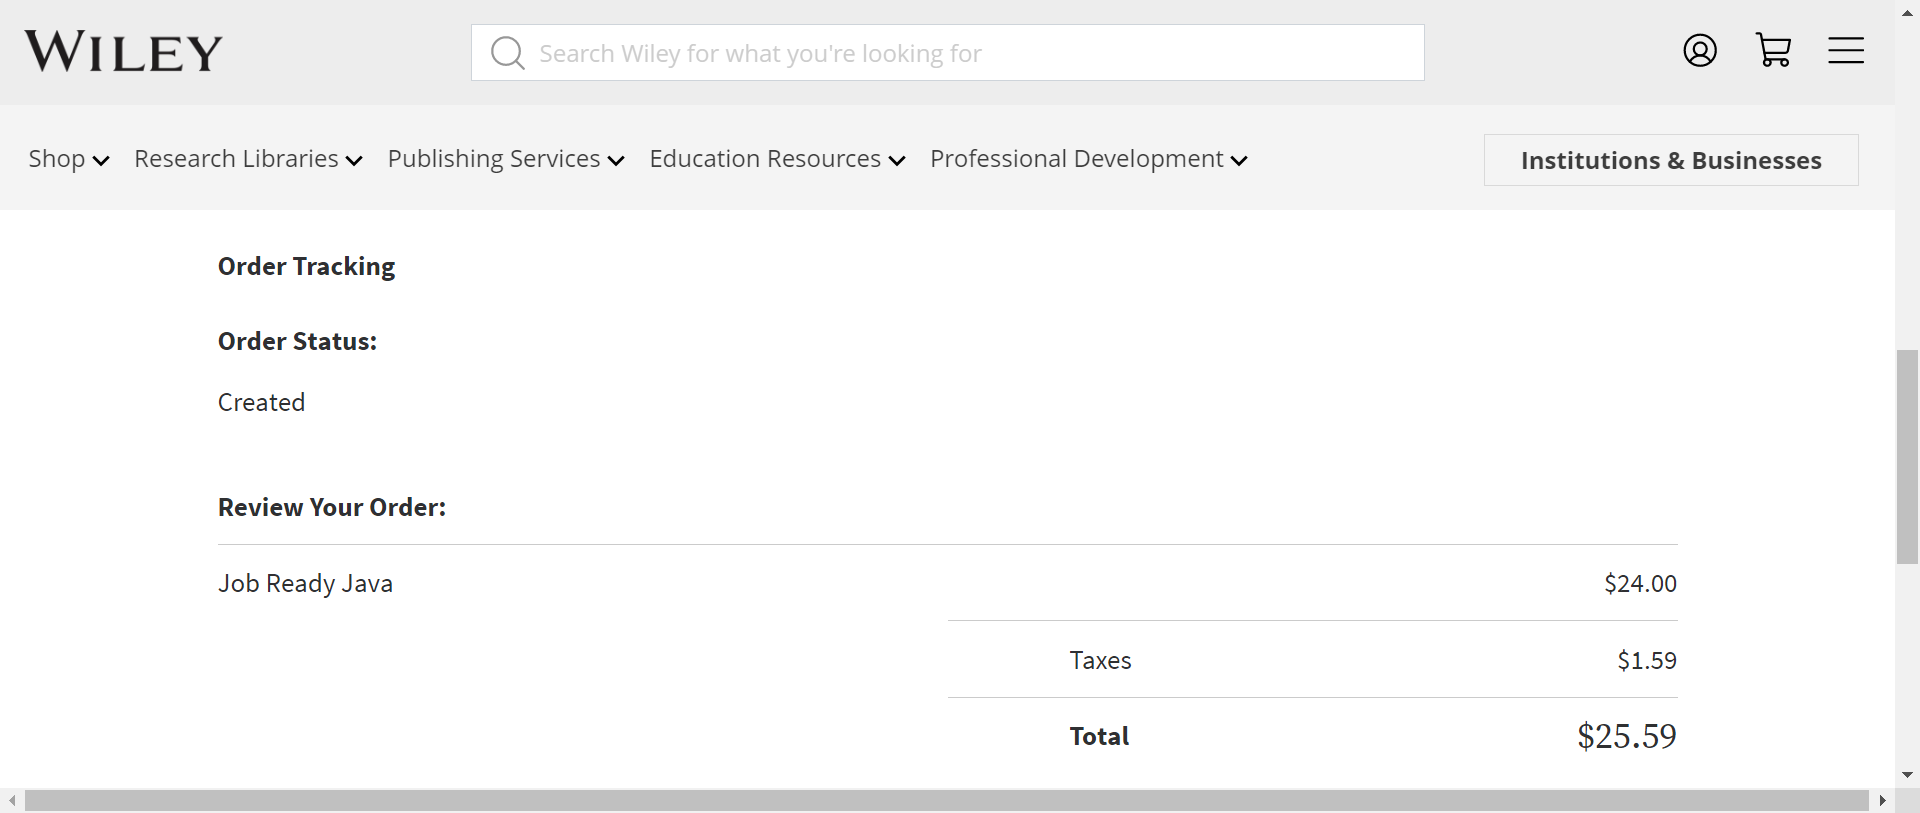 WILEY
Search Wiley for what you're looking for
Shop Research Libraries Publishing Services Education Resources Professional Development Institutions & Businesses
Order Tracking
Order Status:
Created
Review Your Order:
Job Ready Java $24.00
Taxes $1.59
Total $25.59